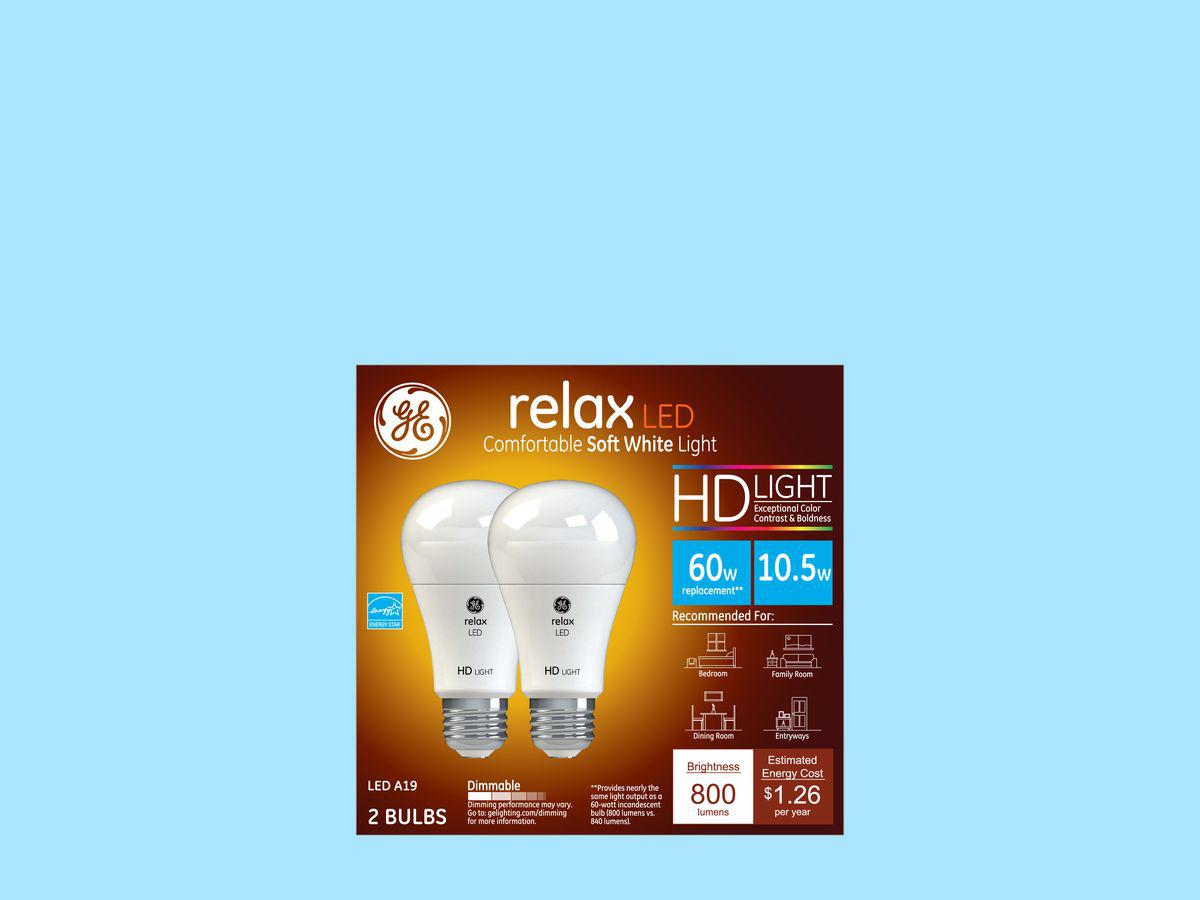 GE
relax LED
Comfortable Soft White Light
HD LIGHT
Exceptional Color
Contrast & Boldness
60w
replacement**
10.5w
Recommended For:
Bedroom
Family Room
Dining Room
Entryways
energy
ENERGY STAR
GE
relax
LED
HD LIGHT
GE
relax
LED
HD LIGHT
LED A19
2 BULBS
Dimmable
Dimming performance may vary.
Go to: gelighting.com/dimming
for more information.
**Provides nearly the
same light output as a
60-watt incandescent
bulb (800 lumens vs.
840 lumens).
Brightness
800
lumens
Estimated
Energy Cost
$1.26
per year